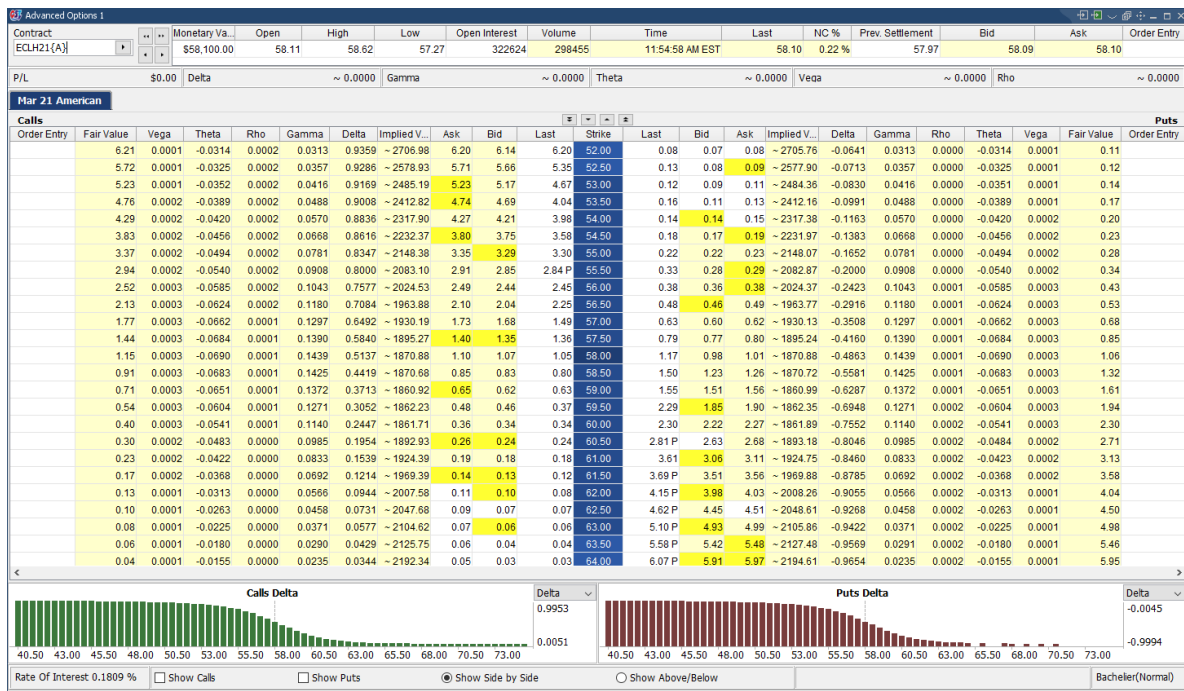 Advanced Options 1
Contract Monetary Va... Open High Low Open Interest Volume Time Last NC % Prev. Settlement Bid Ask Order Entry
ECLH21{A} $58,100.00 58.11 58.62 57.27 322624 298455 11:54:58 AM EST 58.10 0.22 % 57.97 58.09 58.10
P/L $0.00 Delta ~ 0.0000 Gamma ~ 0.0000 Theta ~ 0.0000 Vega ~ 0.0000 Rho ~ 0.0000
Mar 21 American
Calls Puts
Order Entry Fair Value Vega Theta Rho Gamma Delta Implied V... Ask Bid Last Strike Last Bid Ask Implied V... Delta Gamma Rho Theta Vega Fair Value Order Entry
6.21 0.0001 -0.0314 0.0002 0.0313 0.9359 ~ 2706.98 6.20 6.14 6.20 52.00 0.08 0.07 0.08 ~ 2705.76 -0.0641 0.0313 0.0000 -0.0314 0.0001 0.11
5.72 0.0001 -0.0325 0.0002 0.0357 0.9286 ~ 2578.93 5.71 5.66 5.35 52.50 0.13 0.08 0.09 ~ 2577.90 -0.0713 0.0357 0.0000 -0.0325 0.0001 0.12
5.23 0.0001 -0.0352 0.0002 0.0416 0.9169 ~ 2485.19 5.23 5.17 4.67 53.00 0.12 0.09 0.11 ~ 2484.36 -0.0830 0.0416 0.0000 -0.0351 0.0001 0.14
4.76 0.0002 -0.0389 0.0002 0.0488 0.9008 ~ 2412.82 4.74 4.69 4.04 53.50 0.16 0.11 0.13 ~ 2412.16 -0.0991 0.0488 0.0000 -0.0389 0.0001 0.17
4.29 0.0002 -0.0420 0.0002 0.0570 0.8836 ~ 2317.90 4.27 4.21 3.98 54.00 0.14 0.14 0.15 ~ 2317.38 -0.1163 0.0570 0.0000 -0.0420 0.0002 0.20
3.83 0.0002 -0.0456 0.0002 0.0668 0.8616 ~ 2232.37 3.80 3.75 3.58 54.50 0.18 0.17 0.19 ~ 2231.97 -0.1383 0.0668 0.0000 -0.0456 0.0002 0.23
3.37 0.0002 -0.0494 0.0002 0.0781 0.8347 ~ 2148.38 3.35 3.29 3.30 55.00 0.22 0.22 0.23 ~ 2148.07 -0.1652 0.0781 0.0000 -0.0494 0.0002 0.28
2.94 0.0002 -0.0540 0.0002 0.0908 0.8000 ~ 2083.10 2.91 2.85 2.84 P 55.50 0.33 0.28 0.29 ~ 2082.87 -0.2000 0.0908 0.0000 -0.0540 0.0002 0.34
2.52 0.0003 -0.0585 0.0002 0.1043 0.7577 ~ 2024.53 2.49 2.44 2.45 56.00 0.38 0.36 0.38 ~ 2024.37 -0.2423 0.1043 0.0001 -0.0585 0.0003 0.43
2.13 0.0003 -0.0624 0.0002 0.1180 0.7084 ~ 1963.88 2.10 2.04 2.25 56.50 0.48 0.46 0.49 ~ 1963.77 -0.2916 0.1180 0.0001 -0.0624 0.0003 0.53
1.77 0.0003 -0.0662 0.0001 0.1297 0.6492 ~ 1930.19 1.73 1.68 1.49 57.00 0.63 0.60 0.62 ~ 1930.13 -0.3508 0.1297 0.0001 -0.0662 0.0003 0.68
1.44 0.0003 -0.0684 0.0001 0.1390 0.5840 ~ 1895.27 1.40 1.35 1.36 57.50 0.79 0.77 0.80 ~ 1895.24 -0.4160 0.1390 0.0001 -0.0684 0.0003 0.85
1.15 0.0003 -0.0690 0.0001 0.1439 0.5137 ~ 1870.88 1.10 1.07 1.05 58.00 1.17 0.98 1.01 ~ 1870.88 -0.4863 0.1439 0.0001 -0.0690 0.0003 1.06
0.91 0.0003 -0.0683 0.0001 0.1425 0.4419 ~ 1870.68 0.85 0.83 0.80 58.50 1.50 1.23 1.26 ~ 1870.72 -0.5581 0.1425 0.0001 -0.0683 0.0003 1.32
0.71 0.0003 -0.0651 0.0001 0.1372 0.3713 ~ 1860.92 0.65 0.62 0.63 59.00 1.55 1.51 1.56 ~ 1860.99 -0.6287 0.1372 0.0001 -0.0651 0.0003 1.61
0.54 0.0003 -0.0604 0.0001 0.1271 0.3052 ~ 1862.23 0.48 0.46 0.37 59.50 2.29 1.85 1.90 ~ 1862.35 -0.6948 0.1271 0.0002 -0.0604 0.0003 1.94
0.40 0.0003 -0.0541 0.0001 0.1140 0.2447 ~ 1861.71 0.36 0.34 0.34 60.00 2.30 2.22 2.27 ~ 1861.89 -0.7552 0.1140 0.0002 -0.0541 0.0003 2.30
0.30 0.0002 -0.0483 0.0000 0.0985 0.1954 ~ 1892.93 0.26 0.24 0.24 60.50 2.81 P 2.63 2.68 ~ 1893.18 -0.8046 0.0985 0.0002 -0.0484 0.0002 2.71
0.23 0.0002 -0.0422 0.0000 0.0833 0.1539 ~ 1924.39 0.19 0.18 0.18 61.00 3.61 3.06 3.11 ~ 1924.75 -0.8460 0.0833 0.0002 -0.0423 0.0002 3.13
0.17 0.0002 -0.0368 0.0000 0.0692 0.1214 ~ 1969.39 0.14 0.13 0.12 61.50 3.69 P 3.51 3.56 ~ 1969.88 -0.8785 0.0692 0.0002 -0.0368 0.0002 3.58
0.13 0.0001 -0.0313 0.0000 0.0566 0.0944 ~ 2007.58 0.11 0.10 0.08 62.00 4.15 P 3.98 4.03 ~ 2008.26 -0.9055 0.0566 0.0002 -0.0313 0.0001 4.04
0.10 0.0001 -0.0263 0.0000 0.0458 0.0731 ~ 2047.68 0.09 0.07 0.07 62.50 4.62 P 4.45 4.51 ~ 2048.61 -0.9268 0.0458 0.0002 -0.0263 0.0001 4.50
0.08 0.0001 -0.0225 0.0000 0.0371 0.0577 ~ 2104.62 0.07 0.06 0.06 63.00 5.10 P 4.93 4.99 ~ 2105.86 -0.9422 0.0371 0.0002 -0.0225 0.0001 4.98
0.06 0.0001 -0.0180 0.0000 0.0290 0.0429 ~ 2125.75 0.06 0.04 0.04 63.50 5.58 P 5.42 5.48 ~ 2127.48 -0.9569 0.0291 0.0002 -0.0180 0.0001 5.46
0.04 0.0001 -0.0155 0.0000 0.0235 0.0344 ~ 2192.34 0.05 0.03 0.03 64.00 6.07 P 5.91 5.97 ~ 2194.61 -0.9654 0.0235 0.0002 -0.0155 0.0001 5.95
Calls Delta Delta Puts Delta Delta
0.9953 -0.0045
0.0051 -0.9994
40.50 43.00 45.50 48.00 50.50 53.00 55.50 58.00 60.50 63.00 65.50 68.00 70.50 73.00 40.50 43.00 45.50 48.00 50.50 53.00 55.50 58.00 60.50 63.00 65.50 68.00 70.50 73.00
Rate Of Interest 0.1809 % Show Calls Show Puts Show Side by Side Show Above/Below Bachelier(Normal)